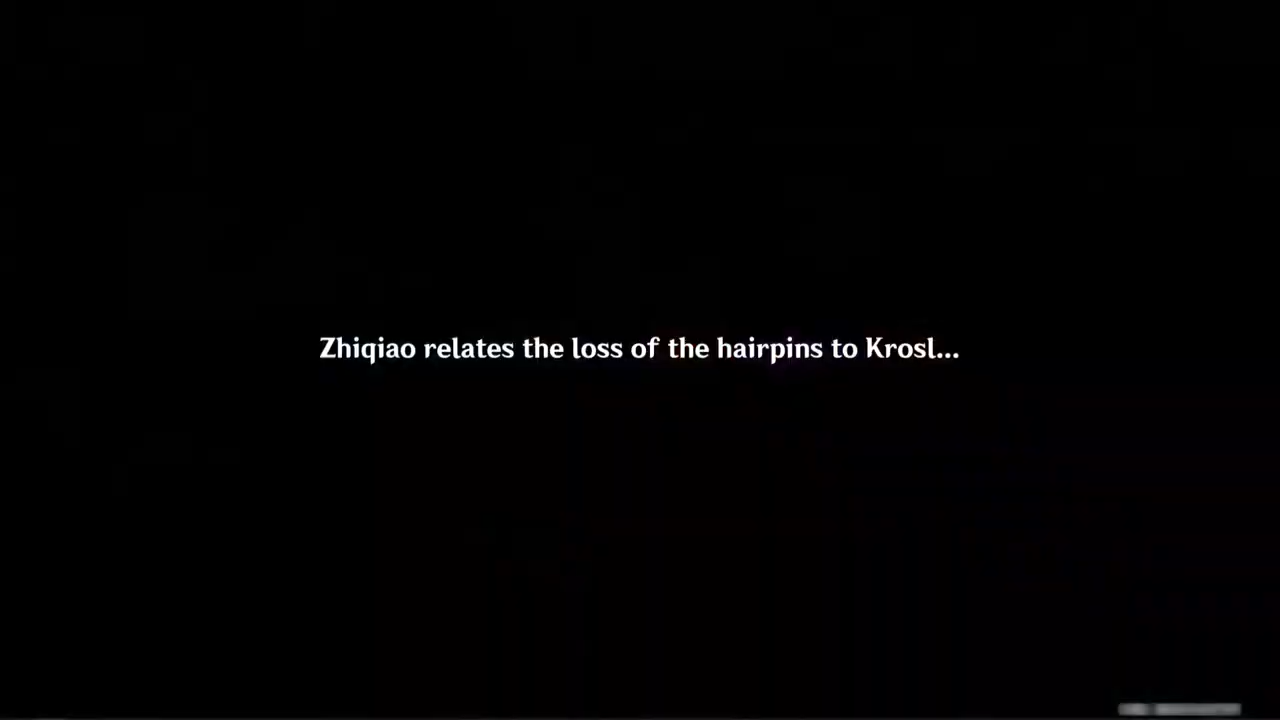 Zhiqiao relates the loss of the hairpins to Krosl...